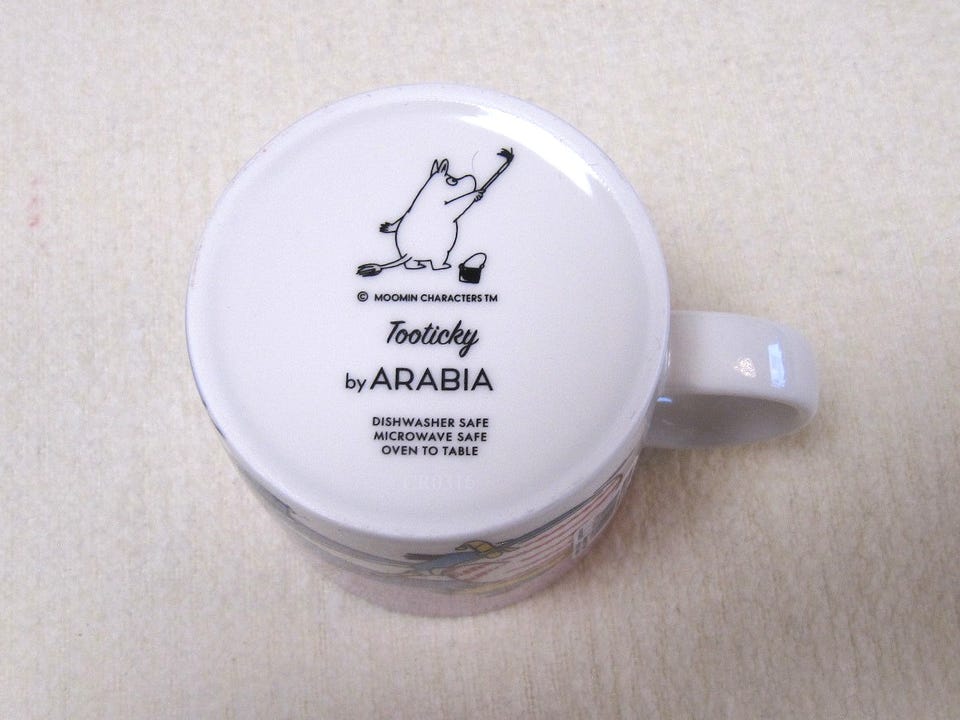 © MOOMIN CHARACTERS TM
Tooticky
by ARABIA
DISHWASHER SAFE
MICROWAVE SAFE
OVEN TO TABLE